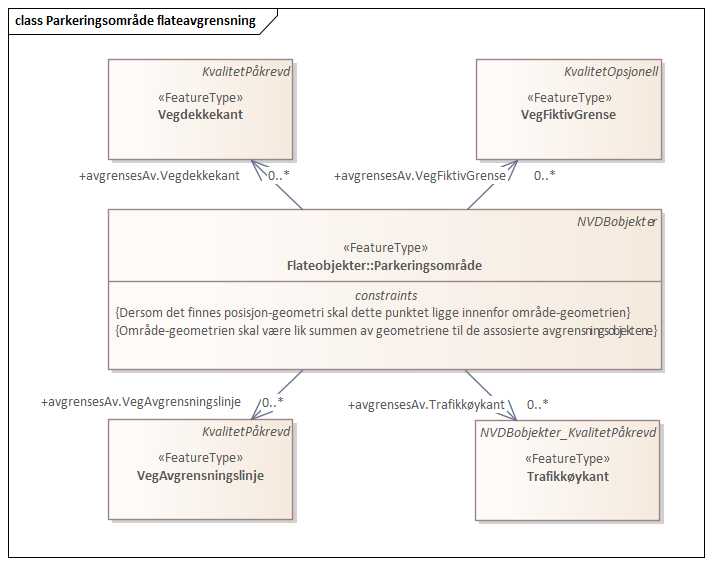 class Parkeringsområde flateavgrensning
KvalitetPåkrevd
«FeatureType»
Vegdekkekant
KvalitetOpsjonell
«FeatureType»
VegFiktivGrense
+avgrensesAv.Vegdekkekant 0..*
+avgrensesAv.VegFiktivGrense 0..*
NVDBobjekter
«FeatureType»
Flateobjekter::Parkeringsområde
constraints
{Dersom det finnes posisjon-geometri skal dette punktet ligge innenfor område-geometrien}
{Område-geometrien skal være lik summen av geometriene til de assosierte avgrensningsobjektene}
+avgrensesAv.VegAvgrensningslinje 0..*
+avgrensesAv.Trafikkøykant 0..*
KvalitetPåkrevd
«FeatureType»
VegAvgrensningslinje
NVDBobjekter_KvalitetPåkrevd
«FeatureType»
Trafikkøykant